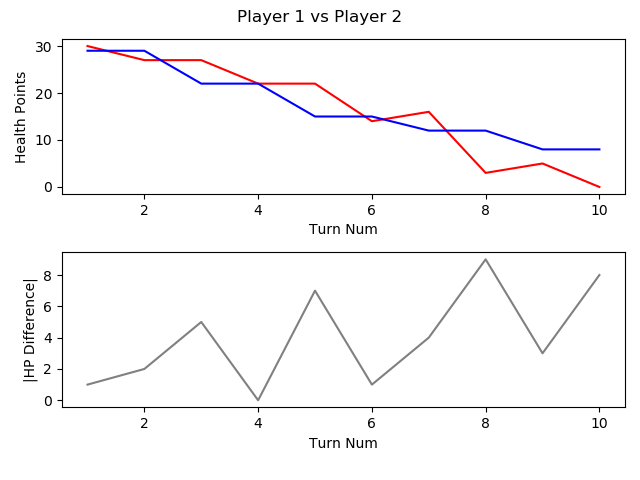 Player 1 vs Player 2
30
20
10
0
Health Points
2 4 6 8 10
Turn Num
8
6
4
2
0
|HP Difference|
2 4 6 8 10
Turn Num